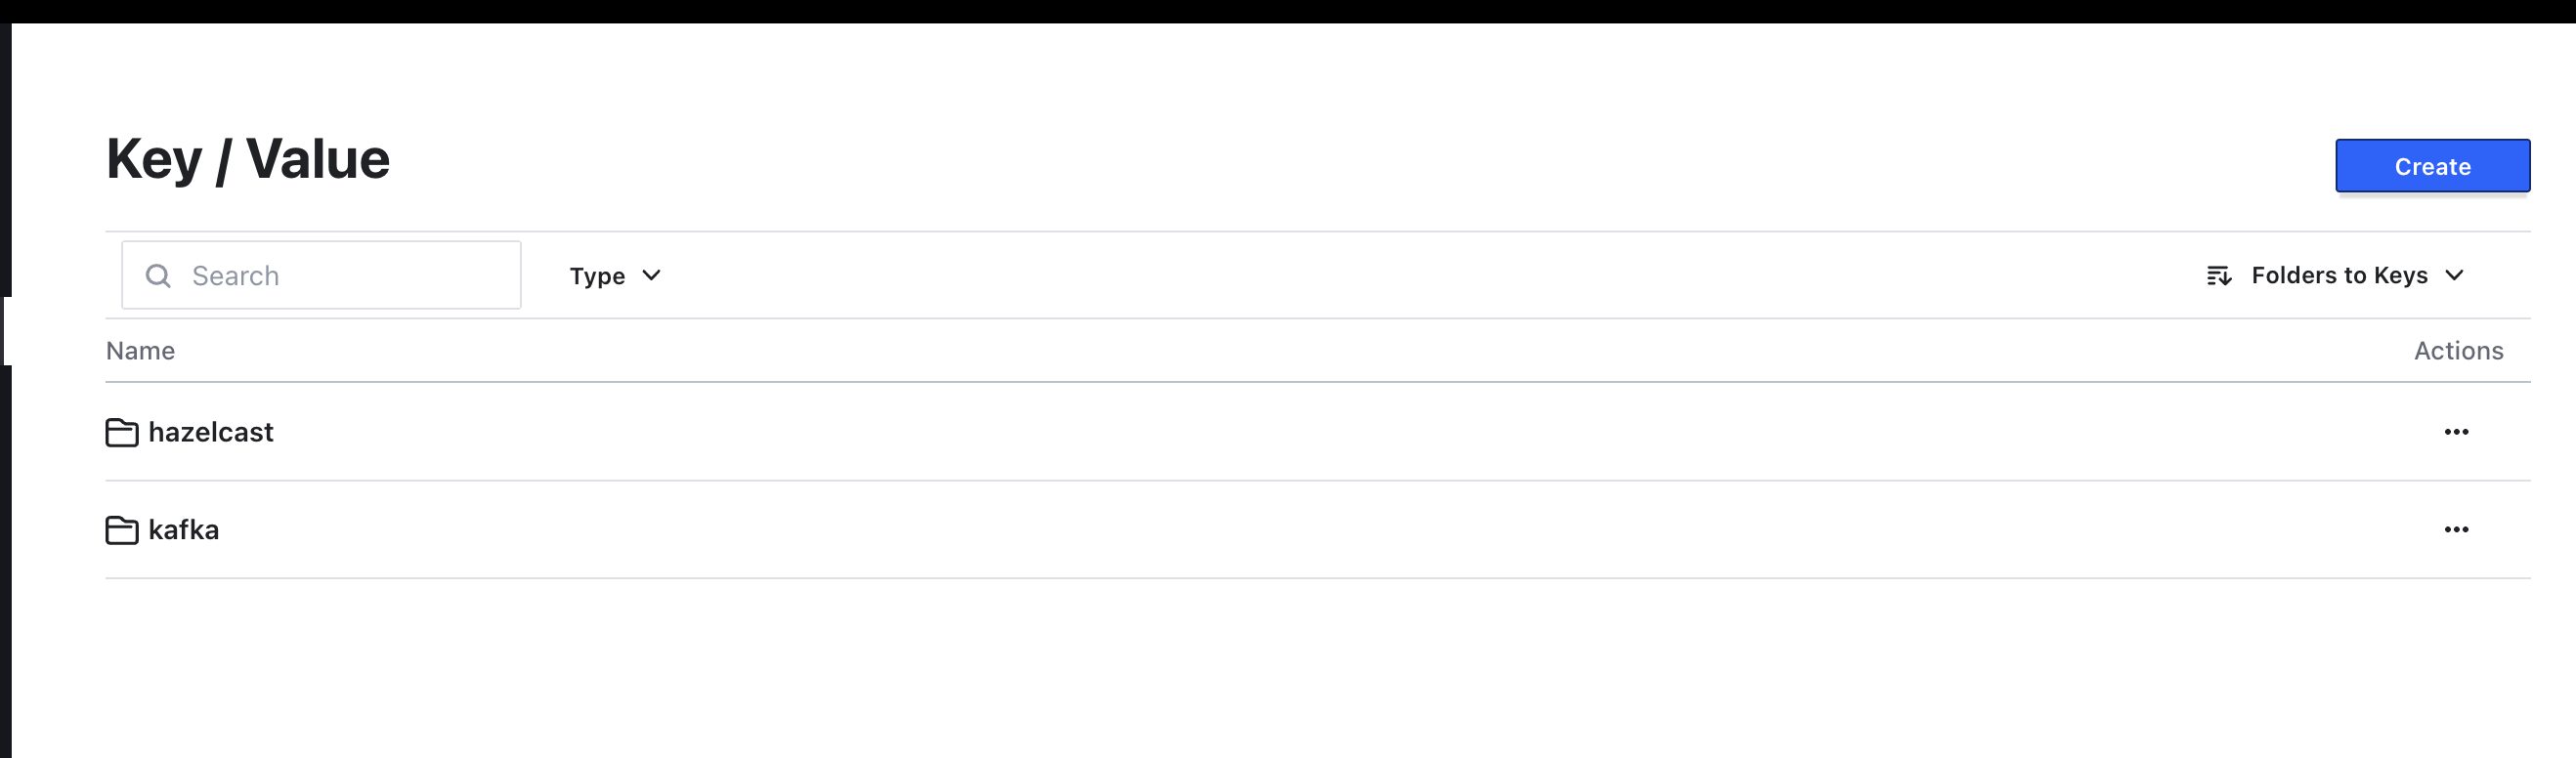 Key / Value
Create
Search
Type
Folders to Keys
Name
Actions
hazelcast
kafka